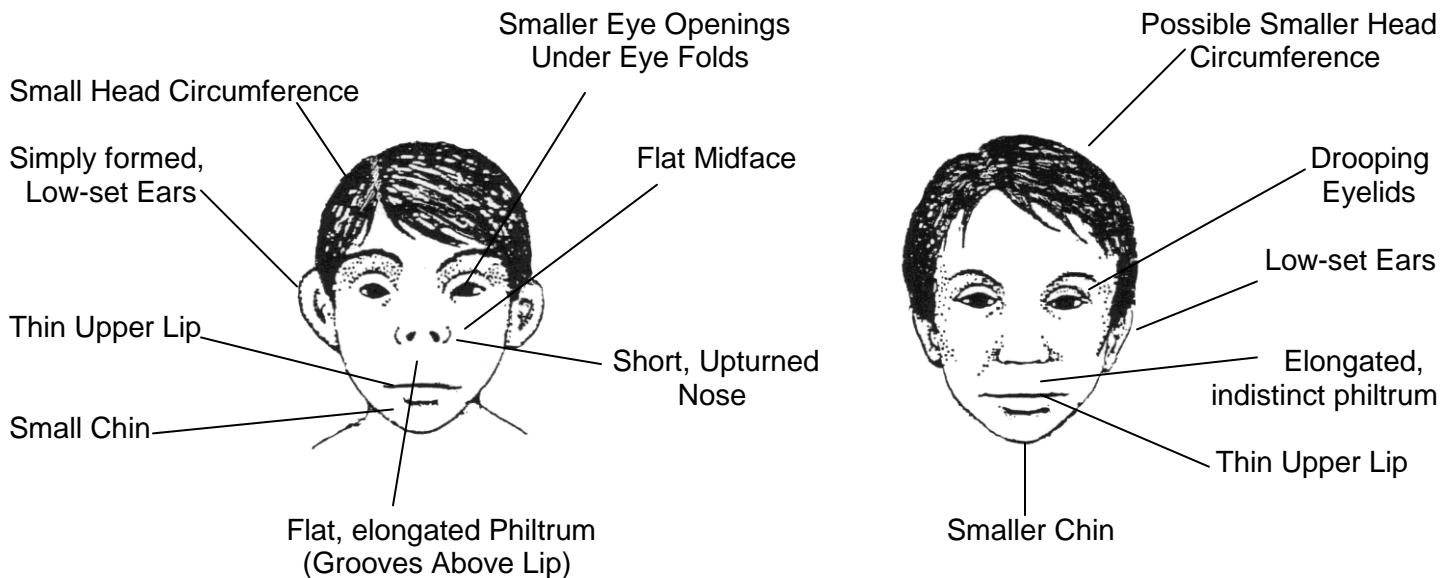 Smaller Eye Openings
Under Eye Folds
Small Head Circumference
Simply formed,
Low-set Ears
Flat Midface
Thin Upper Lip
Short, Upturned
Nose
Small Chin
Flat, elongated Philtrum
(Grooves Above Lip)
Possible Smaller Head
Circumference
Drooping
Eyelids
Low-set Ears
Elongated,
indistinct philtrum
Thin Upper Lip
Smaller Chin